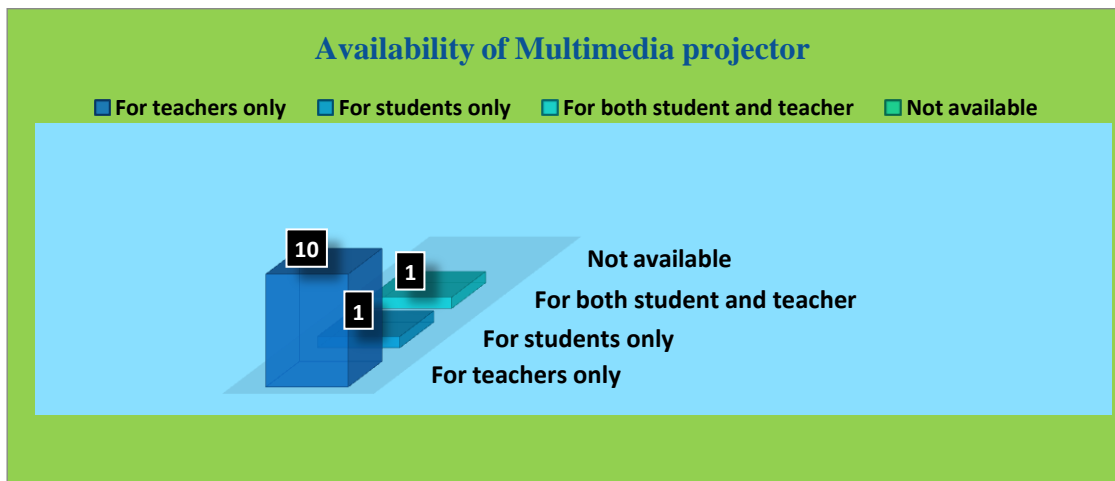 Availability of Multimedia projector
For teachers only For students only For both student and teacher Not available
10
1
1
Not available
For both student and teacher
For students only
For teachers only